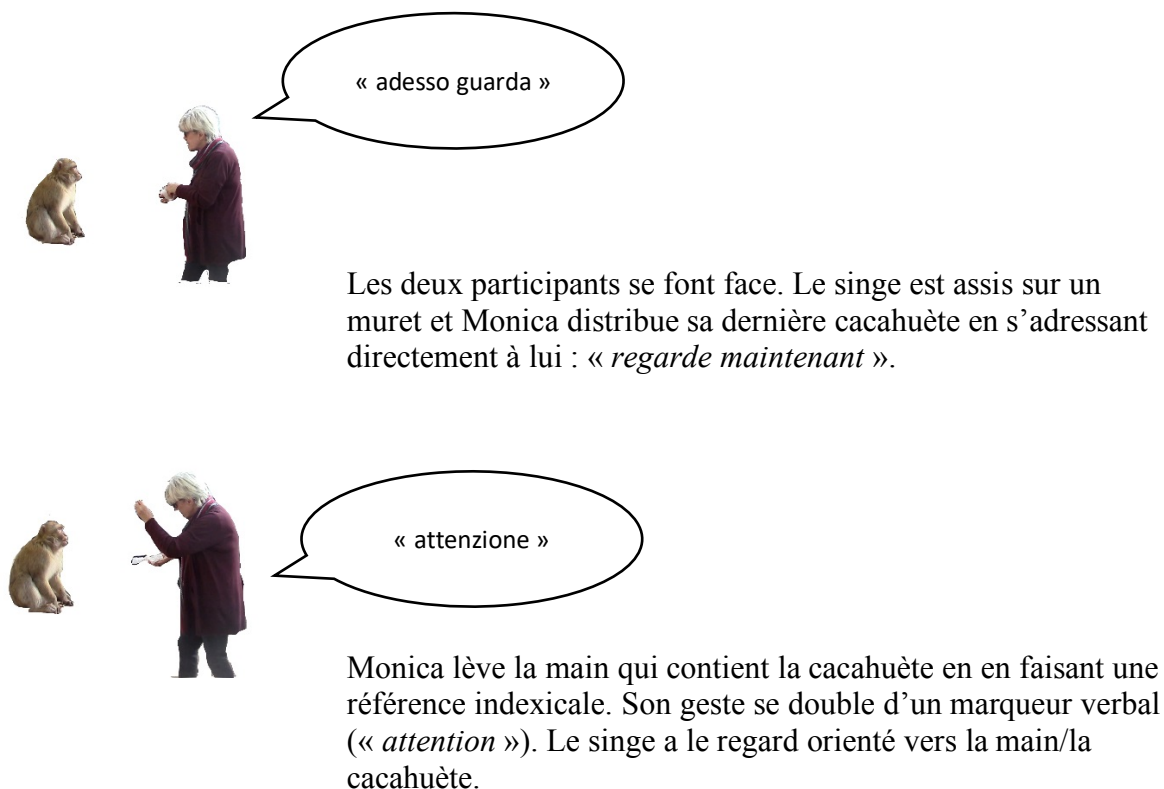 « adesso guarda »
Les deux participants se font face. Le singe est assis sur un
muret et Monica distribue sa dernière cacahuète en s’adressant
directement à lui : « regarde maintenant ».
« attenzione »
Monica lève la main qui contient la cacahuète en en faisant une
référence indexicale. Son geste se double d’un marqueur verbal
(« attention »). Le singe a le regard orienté vers la main/la
cacahuète.